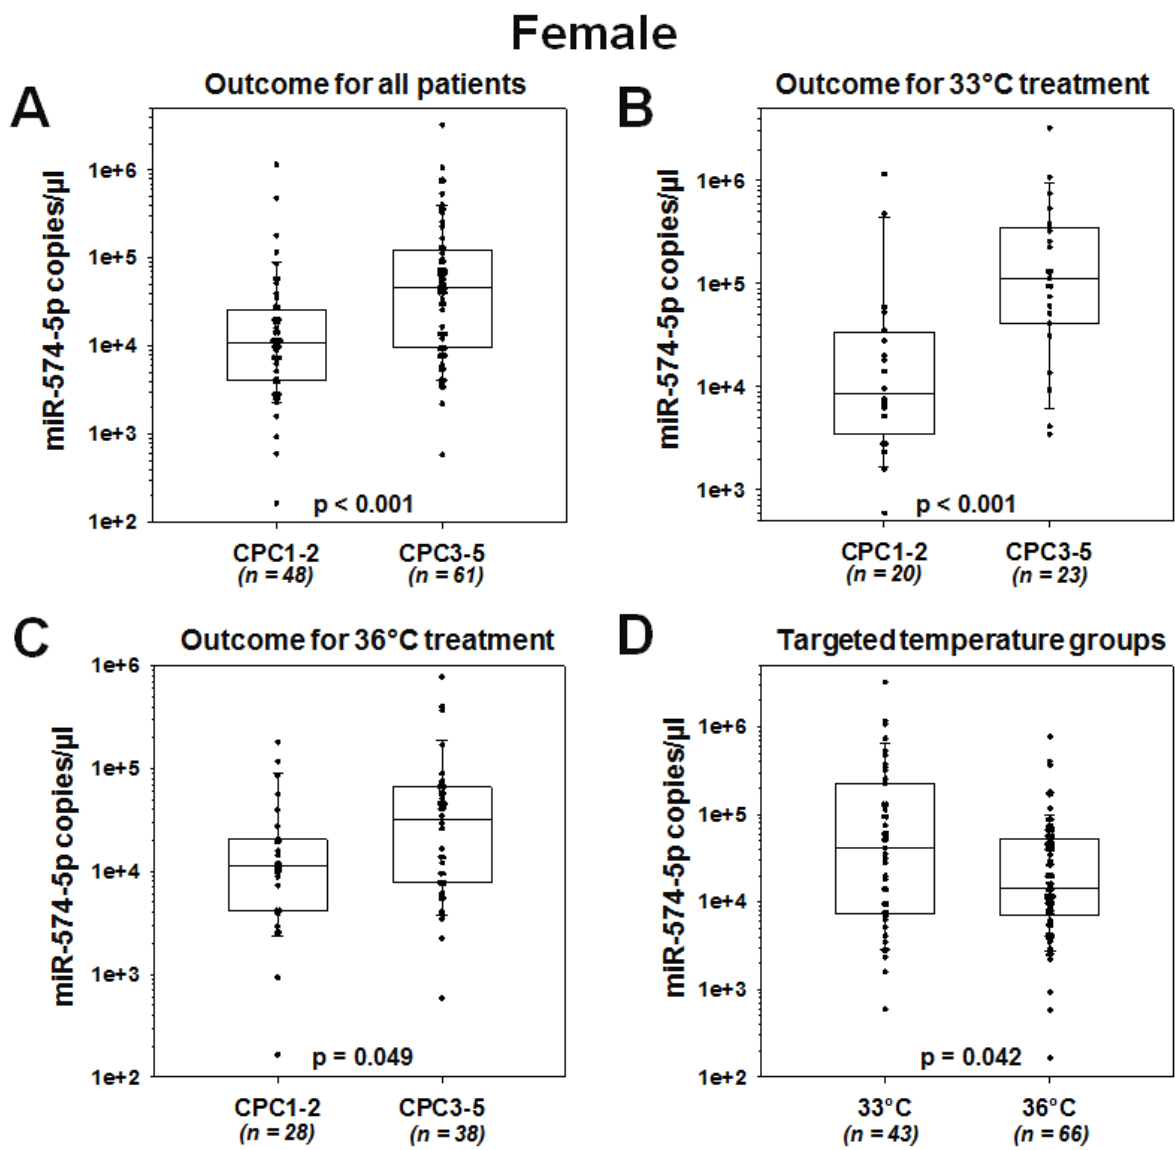 Female
A
Outcome for all patients
miR-574-5p copies/µl
1e+6
1e+5
1e+4
1e+3
1e+2
p < 0.001
CPC1-2
CPC3-5
(n = 48)
(n = 61)
B
Outcome for 33°C treatment
miR-574-5p copies/µl
1e+6
1e+5
1e+4
1e+3
p < 0.001
CPC1-2
CPC3-5
(n = 20)
(n = 23)
C
Outcome for 36°C treatment
miR-574-5p copies/µl
1e+6
1e+5
1e+4
1e+3
1e+2
p = 0.049
CPC1-2
CPC3-5
(n = 28)
(n = 38)
D
Targeted temperature groups
miR-574-5p copies/µl
1e+6
1e+5
1e+4
1e+3
1e+2
p = 0.042
33°C
36°C
(n = 43)
(n = 66)